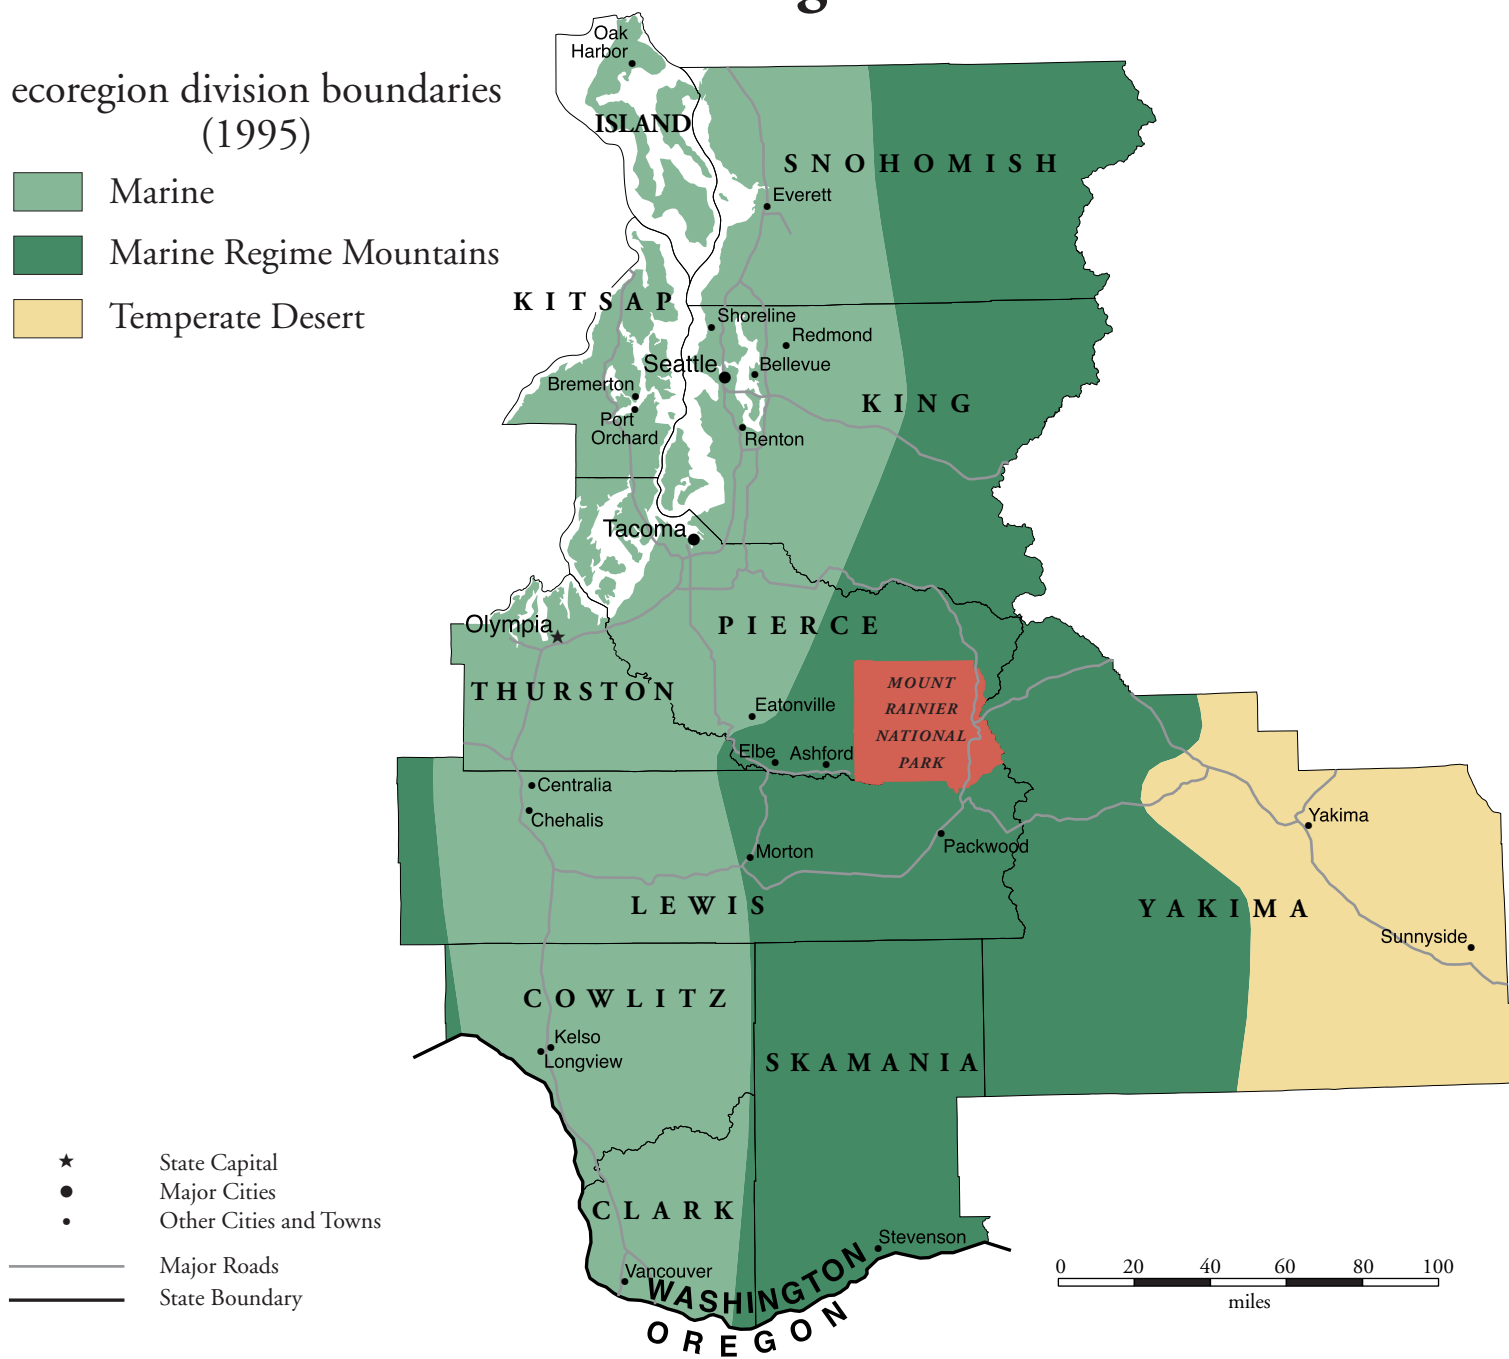 g
Oak
Harbor
ecoregion division boundaries
(1995)
ISLAND
Marine
SNOHOMISH
Everett
Marine Regime Mountains
KITSAP
Temperate Desert
Shoreline
Redmond
Seattle
Bellevue
Bremerton
KING
Port
Orchard
Renton
Tacoma
Olympia
PIERCE
THURSTON
MOUNT
RAINIER
NATIONAL
PARK
Eatonville
Elbe
Ashford
Centralia
Chehalis
Yakima
Packwood
Morton
LEWIS
YAKIMA
Sunnyside
COWLITZ
Kelso
Longview
SKAMANIA
State Capital
Major Cities
Other Cities and Towns
CLARK
Stevenson
Major Roads
State Boundary
Vancouver
WASHINGTON
OREGON
0 20 40 60 80 100
miles